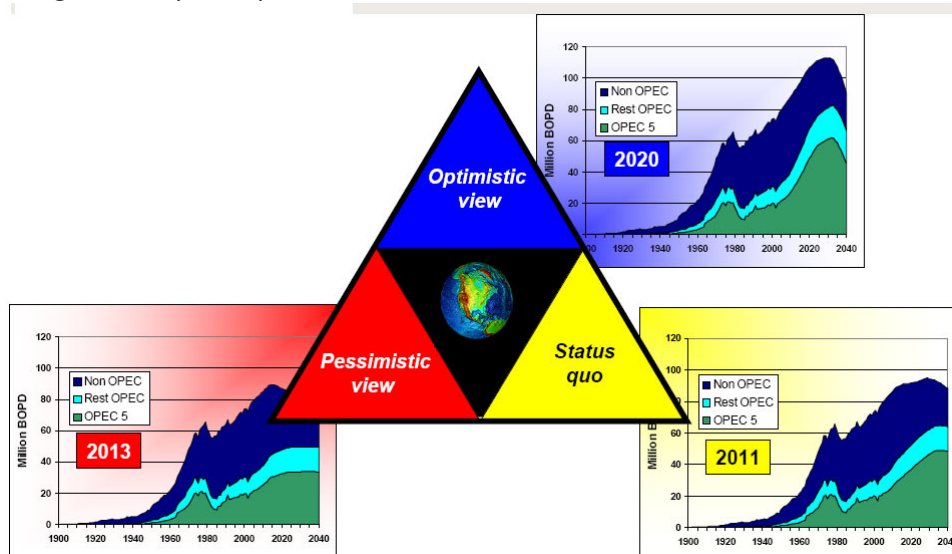 120
100
80
60
40
20
Million BOPD
Non OPEC
Rest OPEC
OPEC 5
2020
1920 1940 1960 1980 2000 2020 2040
Optimistic
view
Pessimistic
view
Status
quo
120
100
80
60
40
20
0
Million BOPD
Non OPEC
Rest OPEC
OPEC 5
2013
1900 1920 1940 1960 1980 2000 2020 2040
120
100
80
60
40
20
0
Million BOPD
Non OPEC
Rest OPEC
OPEC 5
2011
1900 1920 1940 1960 1980 2000 2020